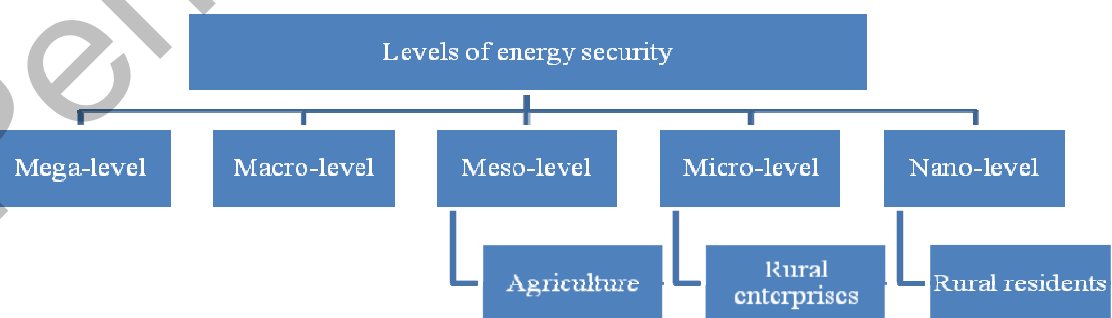 Levels of energy security
Mega-level
Macro-level
Meso-level
Micro-level
Nano-level
Agriculture
Rural
enterprises
Rural residents